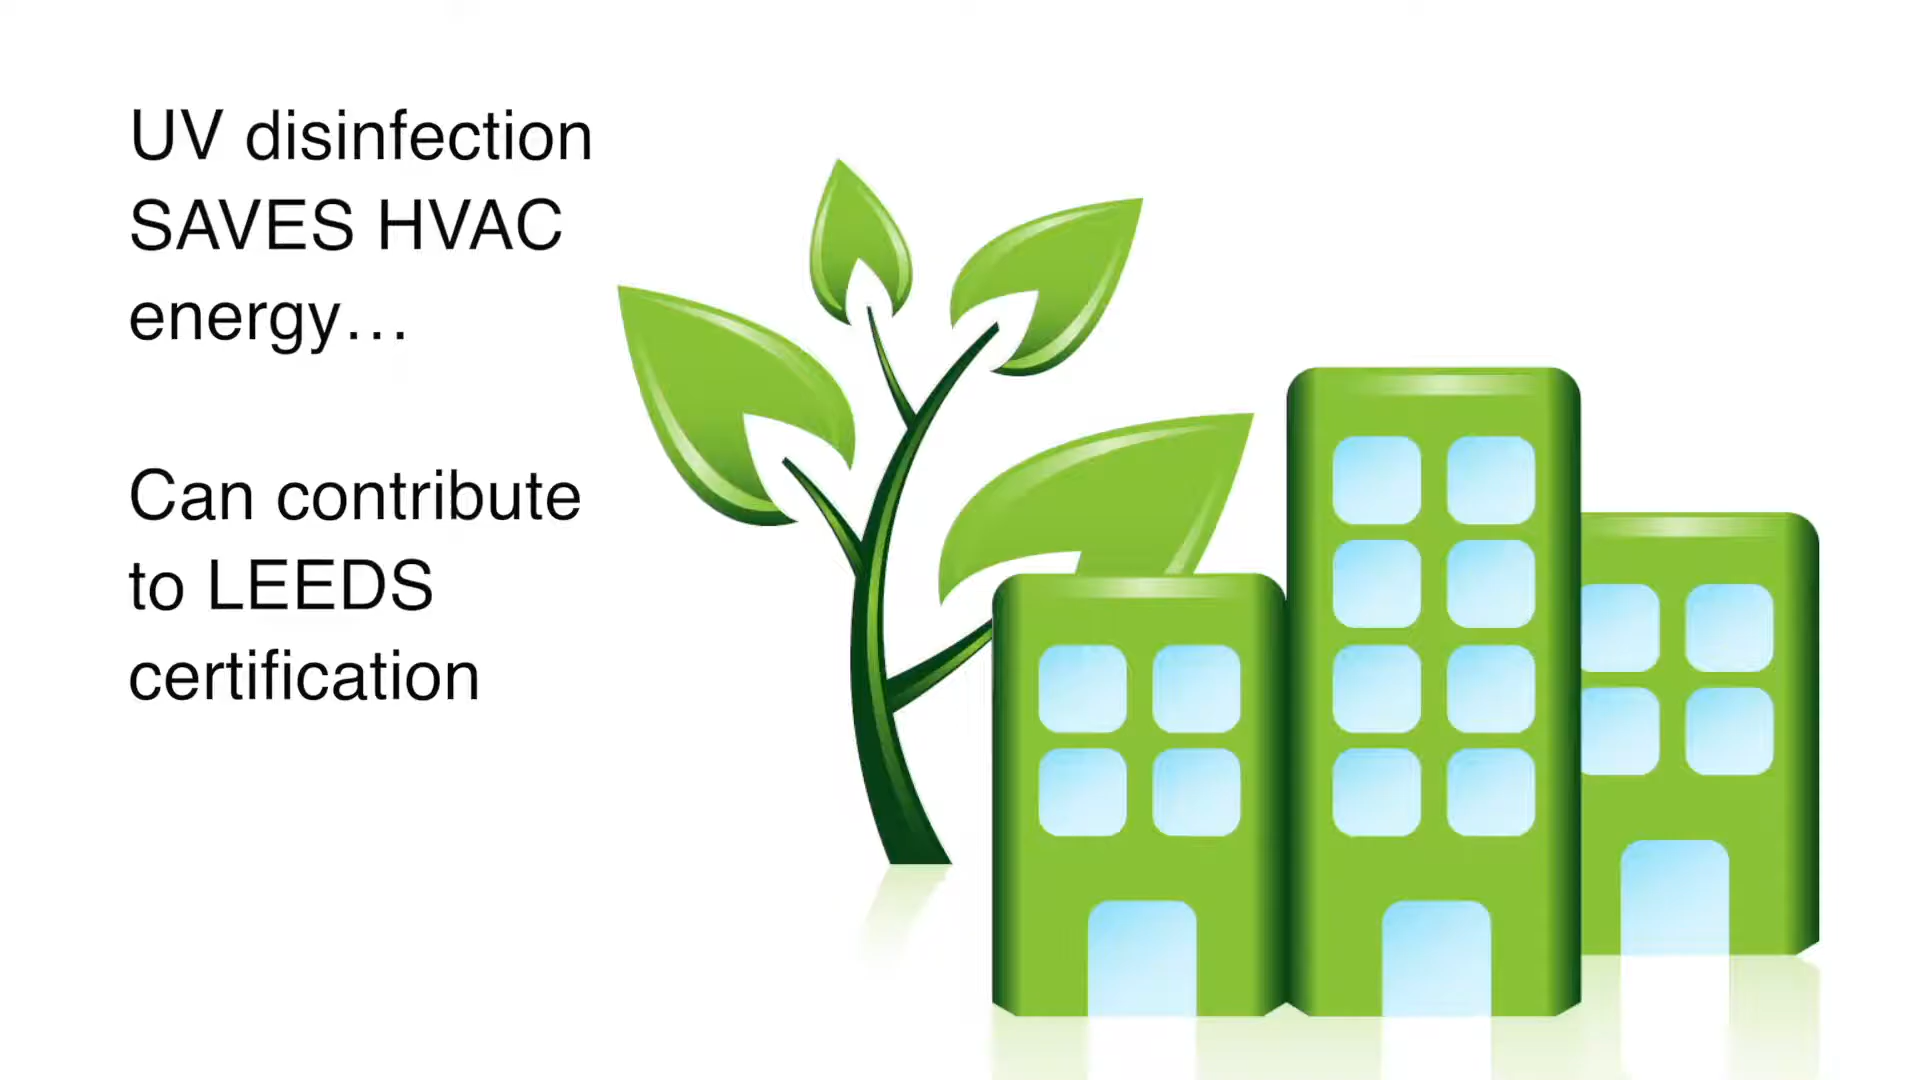 UV disinfection
SAVES HVAC
energy…
Can contribute
to LEEDS
certification